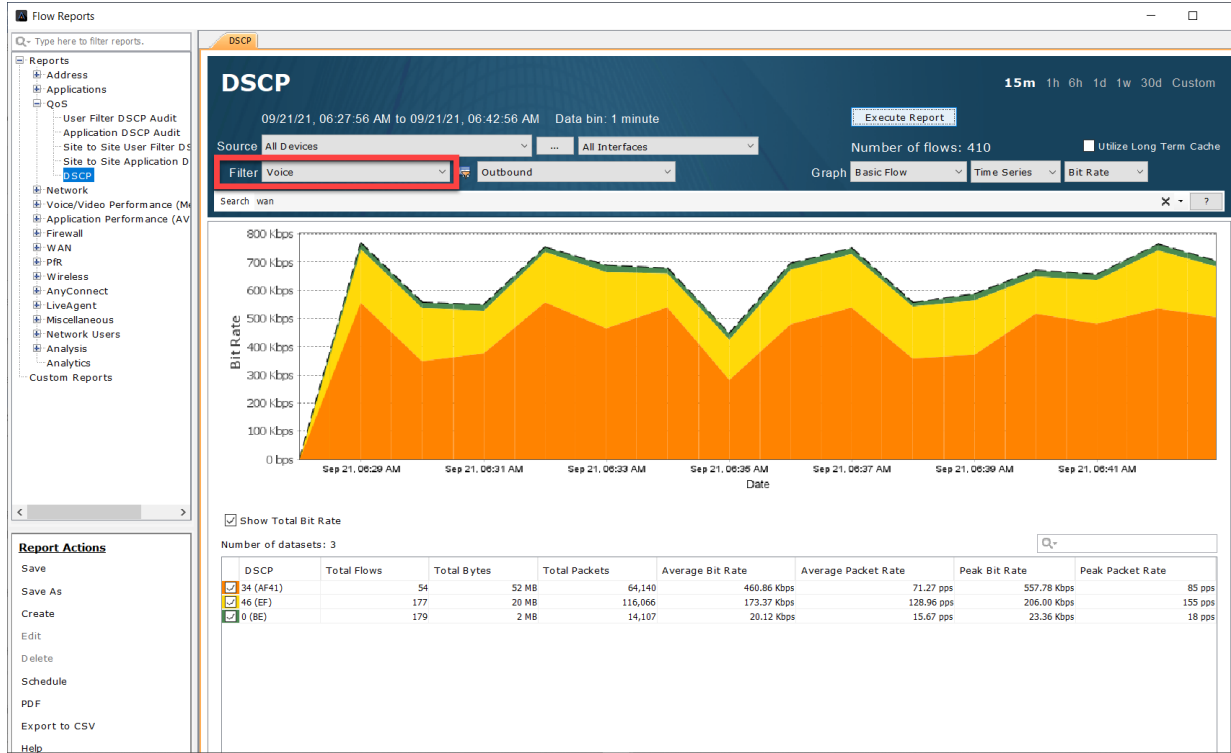 Flow Reports
Type here to filter reports.
Reports
Address
Applications
QoS
User Filter DSCP Audit
Application DSCP Audit
Site to Site User Filter DS
Site to Site Application D
DSCP
Network
Voice/Video Performance (Me
Application Performance (AV
Firewall
WAN
PfR
Wireless
AnyConnect
LiveAgent
Miscellaneous
Network Users
Analysis
Analytics
Custom Reports
Report Actions
Save
Save As
Create
Edit
Delete
Schedule
PDF
Export to CSV
Help
DSCP
DSCP
15m 1h 6h 1d 1w 30d Custom
09/21/21, 06:27:56 AM to 09/21/21, 06:42:56 AM Data bin: 1 minute
Execute Report
Source All Devices ... All Interfaces
Number of flows: 410
Utilize Long Term Cache
Filter Voice Outbound Graph Basic Flow Time Series Bit Rate
Search wan X ?
800 Kbps
700 Kbps
600 Kbps
500 Kbps
400 Kbps
300 Kbps
200 Kbps
100 Kbps
0 bps
Bit Rate
Sep 21, 06:29 AM Sep 21, 06:31 AM Sep 21, 06:33 AM Sep 21, 06:35 AM Sep 21, 06:37 AM Sep 21, 06:39 AM Sep 21, 06:41 AM
Date
Show Total Bit Rate
Number of datasets: 3
DSCP Total Flows Total Bytes Total Packets Average Bit Rate Average Packet Rate Peak Bit Rate Peak Packet Rate
34 (AF41) 54 52 MB 64,140 460.86 Kbps 71.27 pps 557.78 Kbps 85 pps
46 (EF) 177 20 MB 116,066 173.37 Kbps 128.96 pps 206.00 Kbps 155 pps
0 (BE) 179 2 MB 14,107 20.12 Kbps 15.67 pps 23.36 Kbps 18 pps